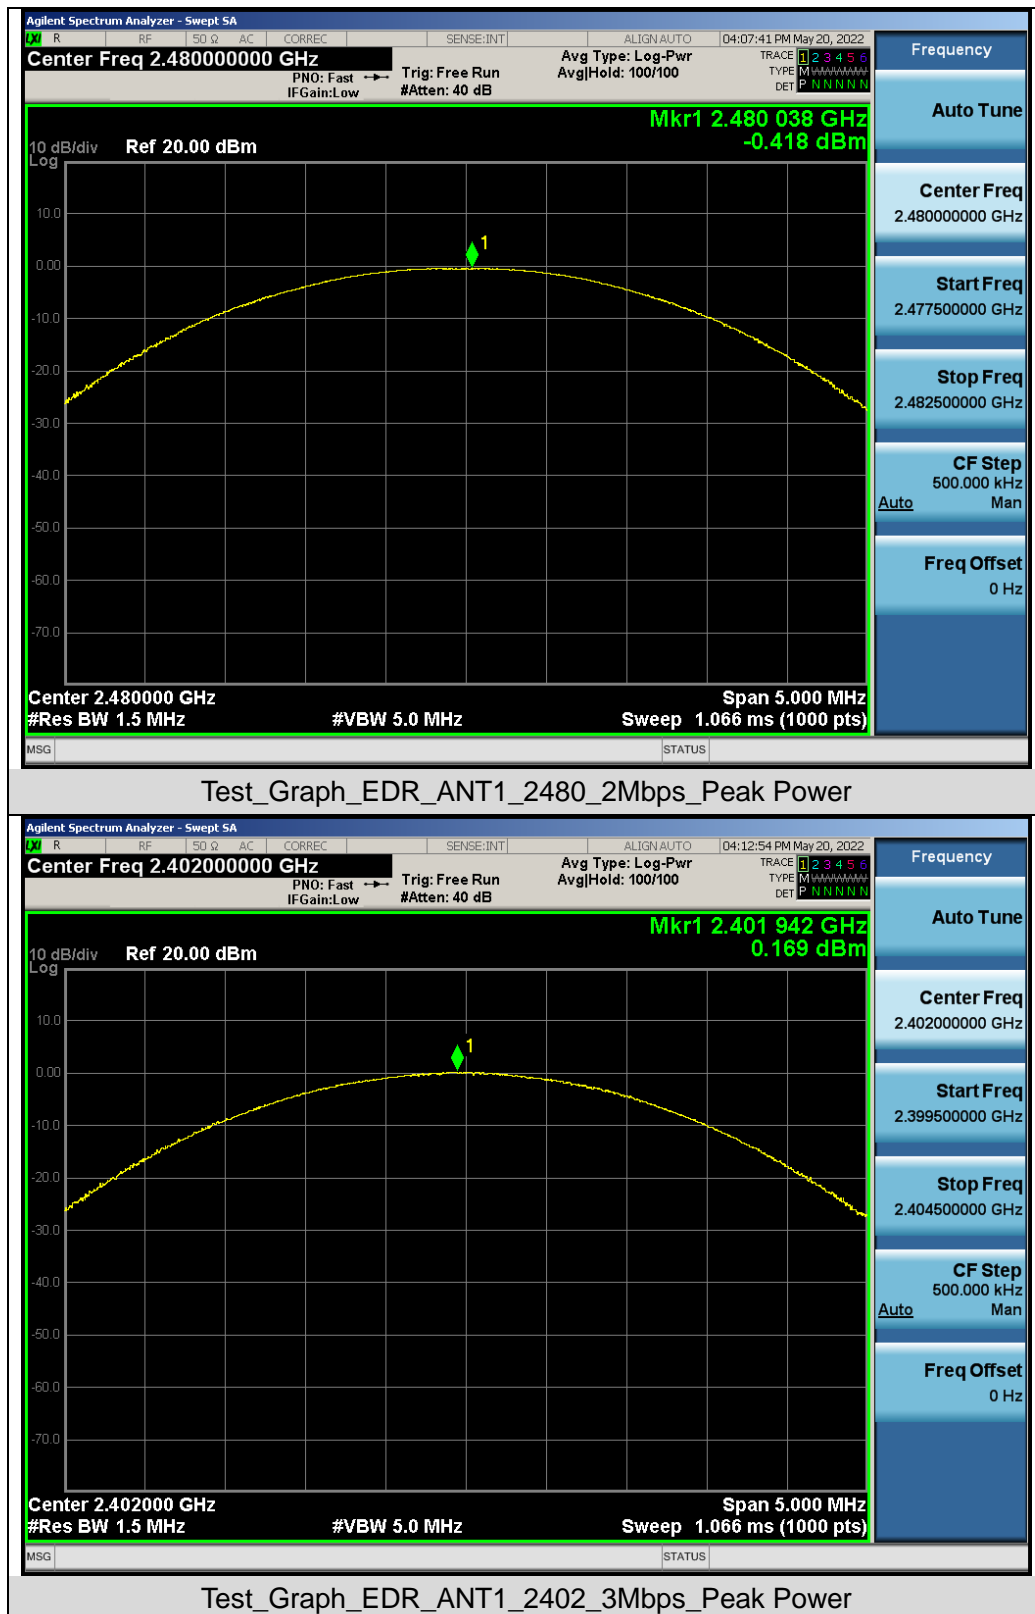 Agilent Spectrum Analyzer - Swept SA
LXI R RF 50 Ω AC CORREC SENSE:INT ALIGN AUTO 04:07:41 PM May 20, 2022
Center Freq 2.480000000 GHz
PNO: Fast
IFGain:Low
Trig: Free Run
#Atten: 40 dB
Avg Type: Log-Pwr
Avg|Hold: 100/100
TRACE 1 2 3 4 5 6
TYPE M
DET P N N N N N
Frequency
Auto Tune
Center Freq
2.480000000 GHz
Start Freq
2.477500000 GHz
Stop Freq
2.482500000 GHz
CF Step
500.000 kHz
Auto Man
Freq Offset
0 Hz
Mkr1 2.480 038 GHz
-0.418 dBm
10 dB/div Ref 20.00 dBm
Log
10.0
0.00
-10.0
-20.0
-30.0
-40.0
-50.0
-60.0
-70.0
1
Center 2.480000 GHz Span 5.000 MHz
#Res BW 1.5 MHz #VBW 5.0 MHz Sweep 1.066 ms (1000 pts)
MSG STATUS
Test_Graph_EDR_ANT1_2480_2Mbps_Peak Power
Agilent Spectrum Analyzer - Swept SA
LXI R RF 50 Ω AC CORREC SENSE:INT ALIGN AUTO 04:12:54 PM May 20, 2022
Center Freq 2.402000000 GHz
PNO: Fast
IFGain:Low
Trig: Free Run
#Atten: 40 dB
Avg Type: Log-Pwr
Avg|Hold: 100/100
TRACE 1 2 3 4 5 6
TYPE M
DET P N N N N N
Frequency
Auto Tune
Center Freq
2.402000000 GHz
Start Freq
2.399500000 GHz
Stop Freq
2.404500000 GHz
CF Step
500.000 kHz
Auto Man
Freq Offset
0 Hz
Mkr1 2.401 942 GHz
0.169 dBm
10 dB/div Ref 20.00 dBm
Log
10.0
0.00
-10.0
-20.0
-30.0
-40.0
-50.0
-60.0
-70.0
1
Center 2.402000 GHz Span 5.000 MHz
#Res BW 1.5 MHz #VBW 5.0 MHz Sweep 1.066 ms (1000 pts)
MSG STATUS
Test_Graph_EDR_ANT1_2402_3Mbps_Peak Power